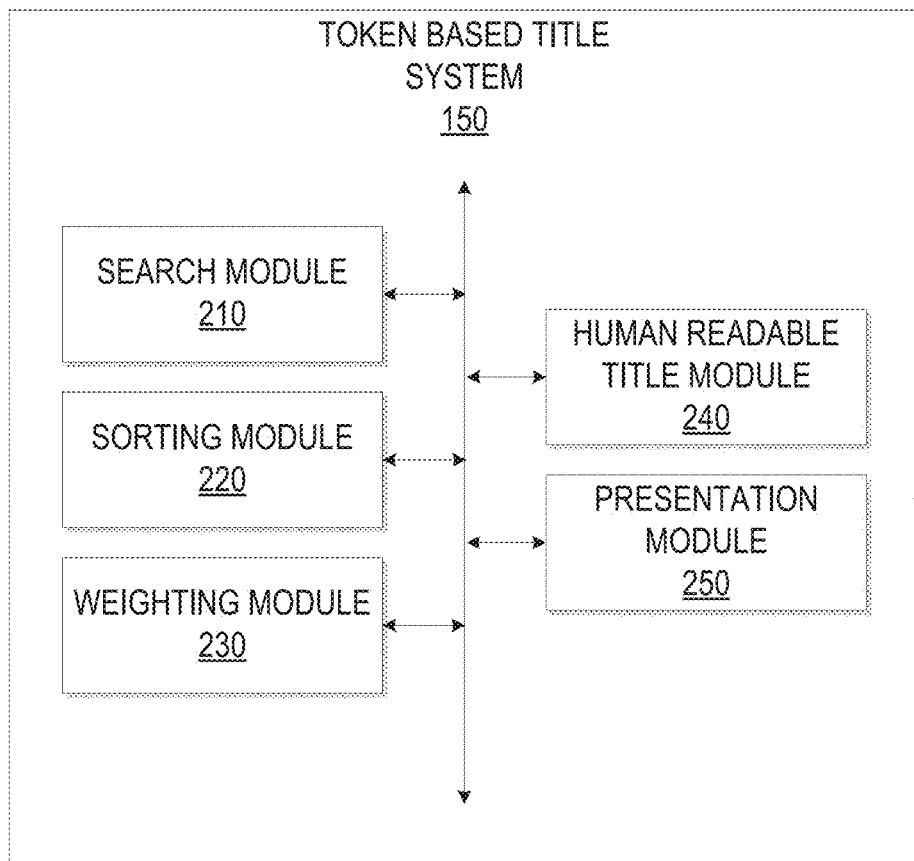 TOKEN BASED TITLE
SYSTEM
150
SEARCH MODULE
210
SORTING MODULE
220
WEIGHTING MODULE
230
HUMAN READABLE
TITLE MODULE
240
PRESENTATION
MODULE
250